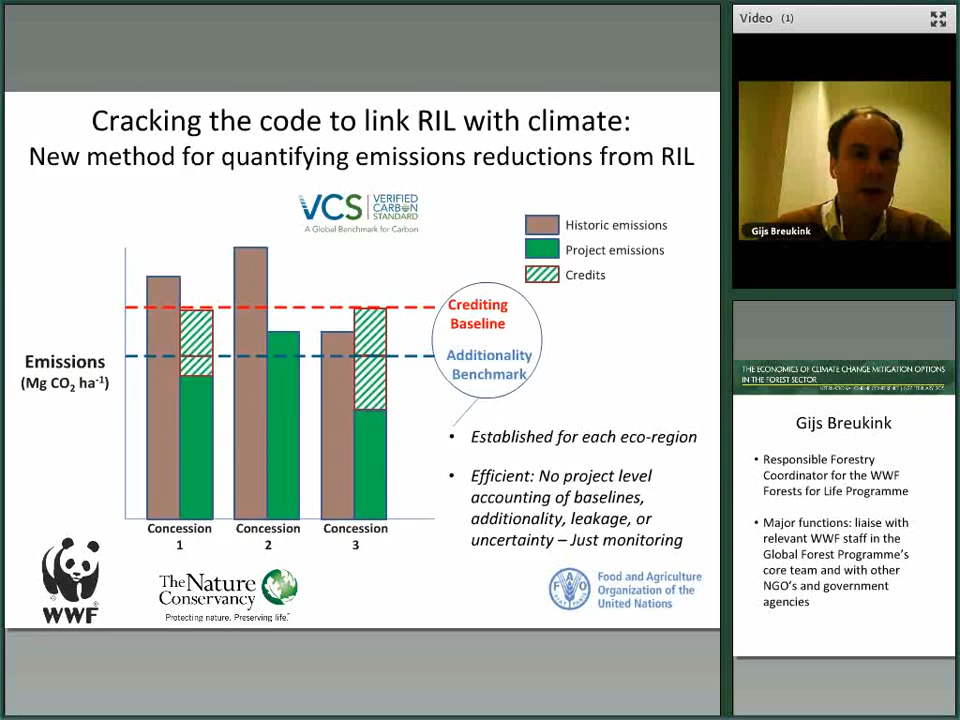 Cracking the code to link RIL with climate:
New method for quantifying emissions reductions from RIL
VCS VERIFIED
CARBON
STANDARD
A Global Benchmark for Carbon
Historic emissions
Project emissions
Credits
Crediting
Baseline
Additionality
Benchmark
Emissions
(Mg CO₂ ha⁻¹)
Concession
1
Concession
2
Concession
3
• Established for each eco-region
• Efficient: No project level
accounting of baselines,
additionality, leakage, or
uncertainty – Just monitoring
WWF
The Nature
Conservancy
Protecting nature. Preserving life.™
FAO
Food and Agriculture
Organization of the
United Nations
Video (1)
Gijs Breukink
THE ECONOMICS OF CLIMATE CHANGE MITIGATION OPTIONS
IN THE FOREST SECTOR
Gijs Breukink
• Responsible Forestry
Coordinator for the WWF
Forests for Life Programme
• Major functions: liaise with
relevant WWF staff in the
Global Forest Programme's
core team and with other
NGO's and government
agencies